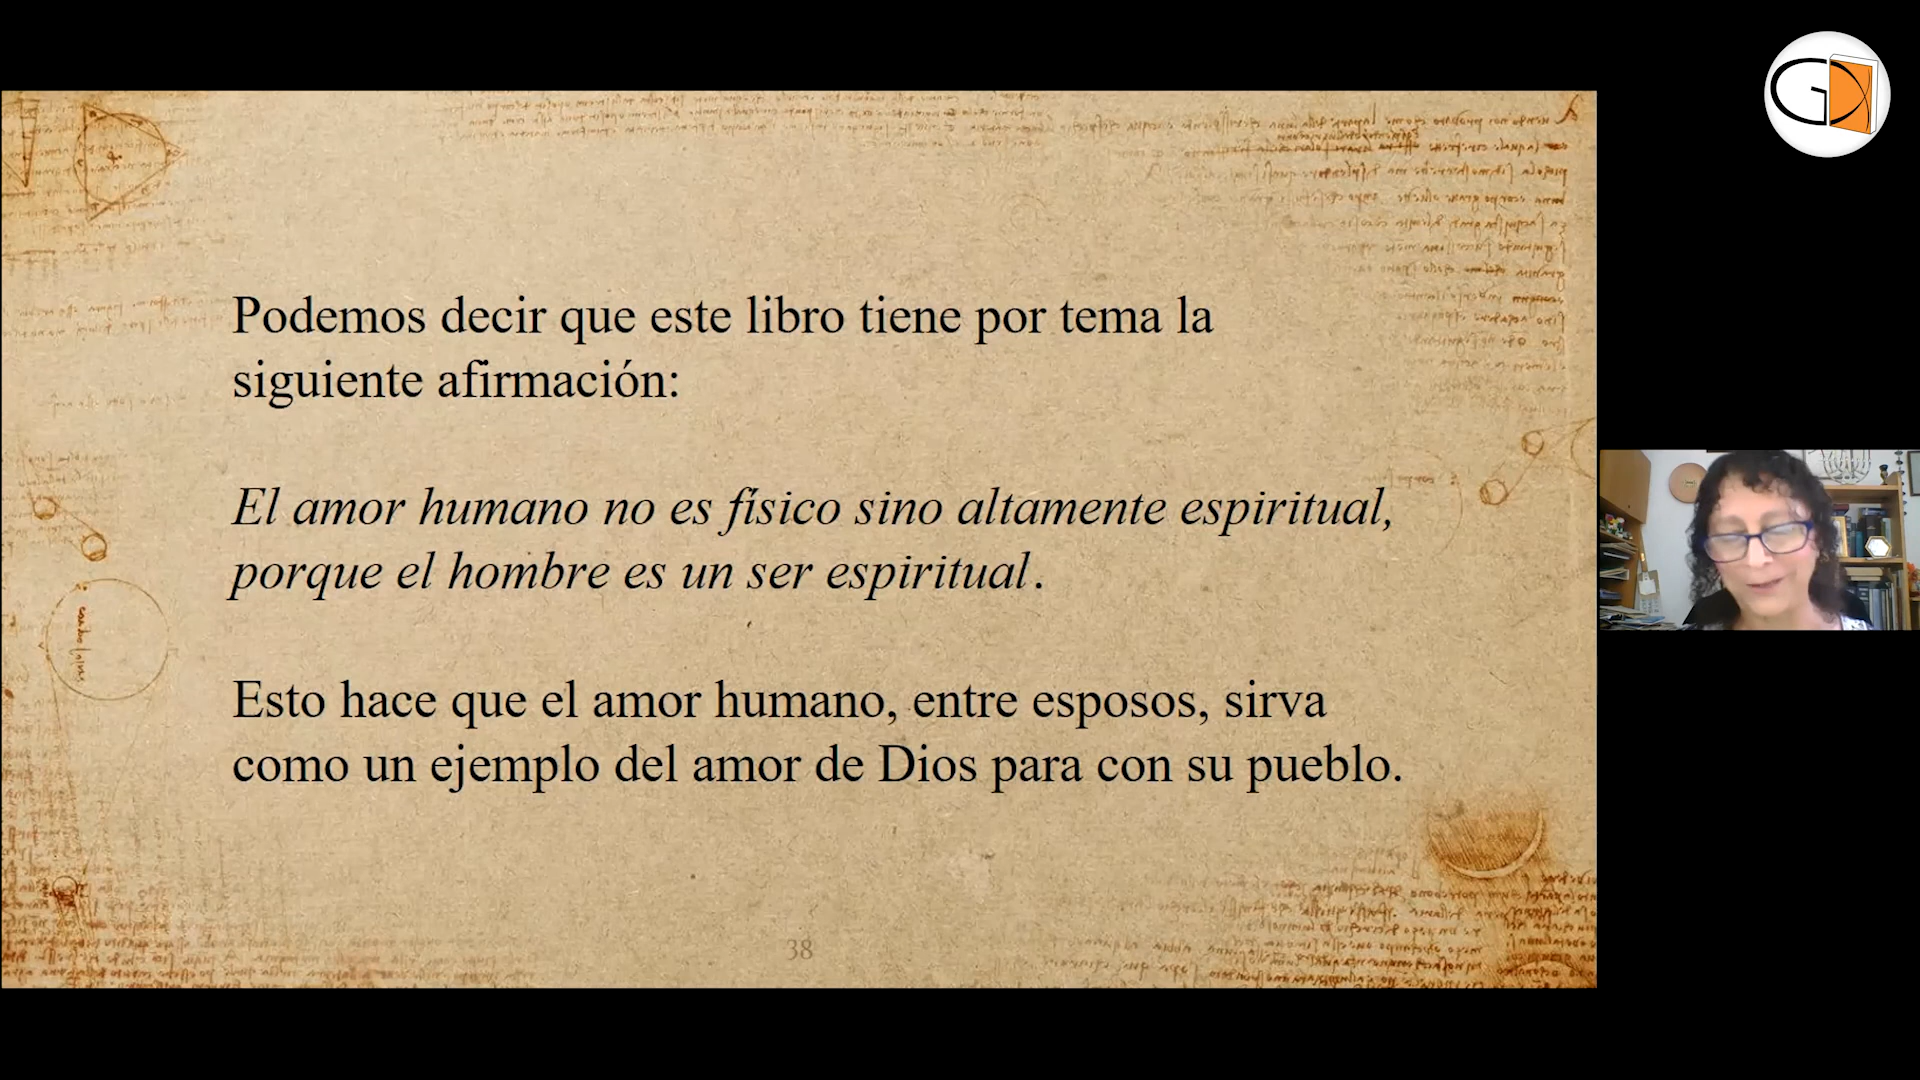 Podemos decir que este libro tiene por tema la
siguiente afirmación:
El amor humano no es físico sino altamente espiritual,
porque el hombre es un ser espiritual.
Esto hace que el amor humano, entre esposos, sirva
como un ejemplo del amor de Dios para con su pueblo.
38